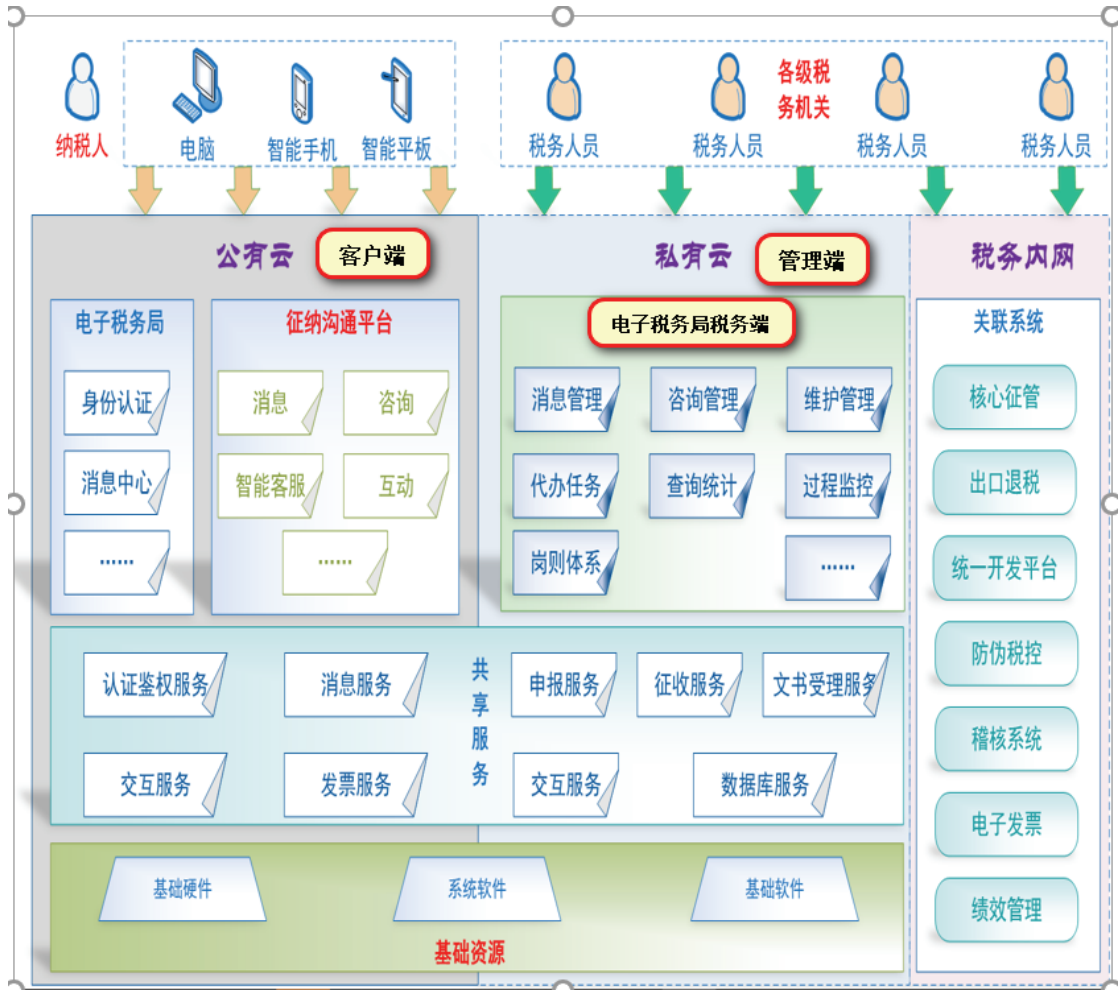 纳税人
电脑
智能手机
智能平板
税务人员
税务人员
各级税
务机关
税务人员
税务人员
公有云
客户端
私有云
管理端
税务内网
电子税务局
身份认证
消息中心
......
征纳沟通平台
消息
咨询
智能客服
互动
......
电子税务局税务端
消息管理
咨询管理
维护管理
代办任务
查询统计
过程监控
岗则体系
......
关联系统
核心征管
出口退税
统一开发平台
防伪税控
稽核系统
电子发票
绩效管理
共享服务
认证鉴权服务
消息服务
申报服务
征收服务
文书受理服务
交互服务
发票服务
交互服务
数据库服务
基础硬件
系统软件
基础软件
基础资源